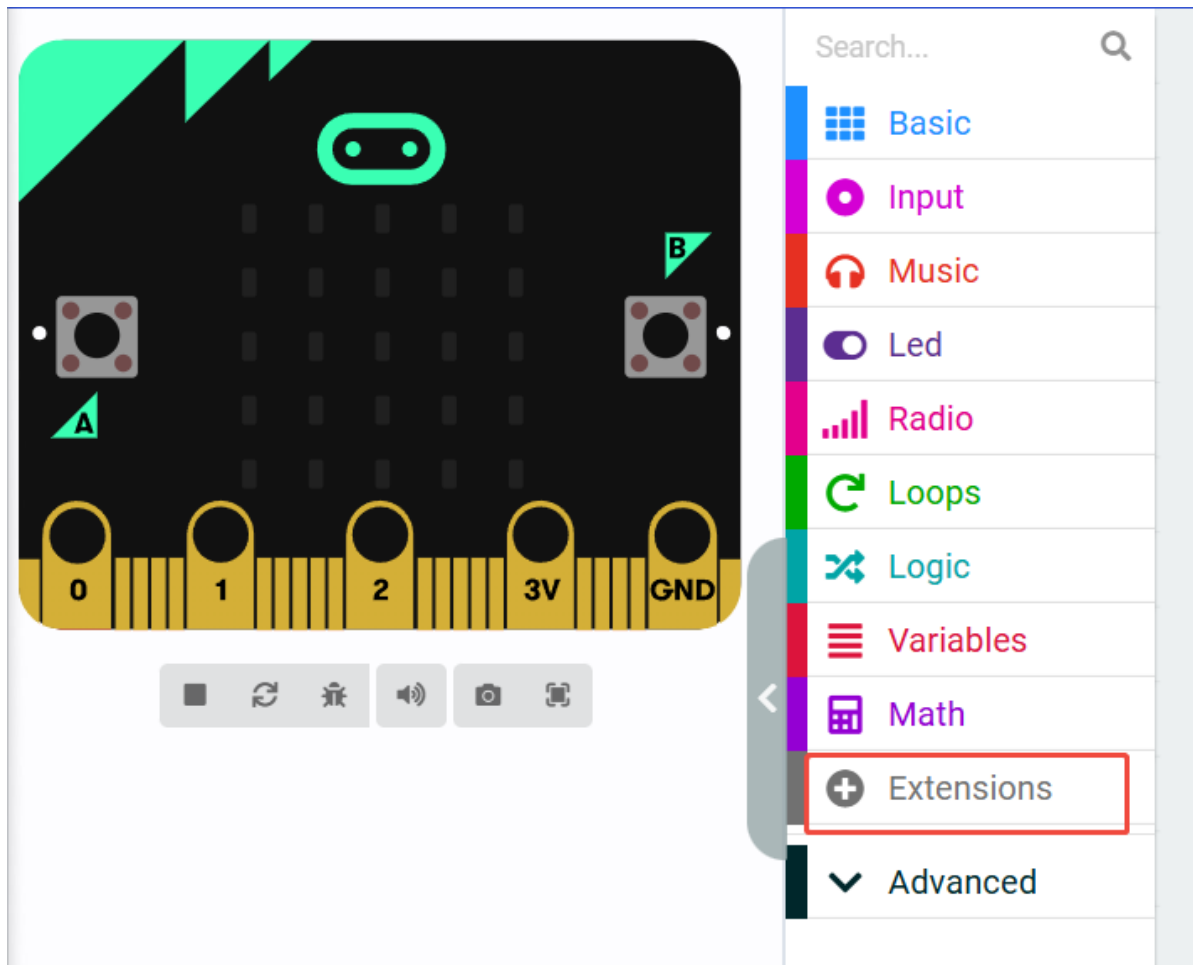 B
A
0 1 2 3V GND
Search...
Basic
Input
Music
Led
Radio
Loops
Logic
Variables
Math
Extensions
Advanced